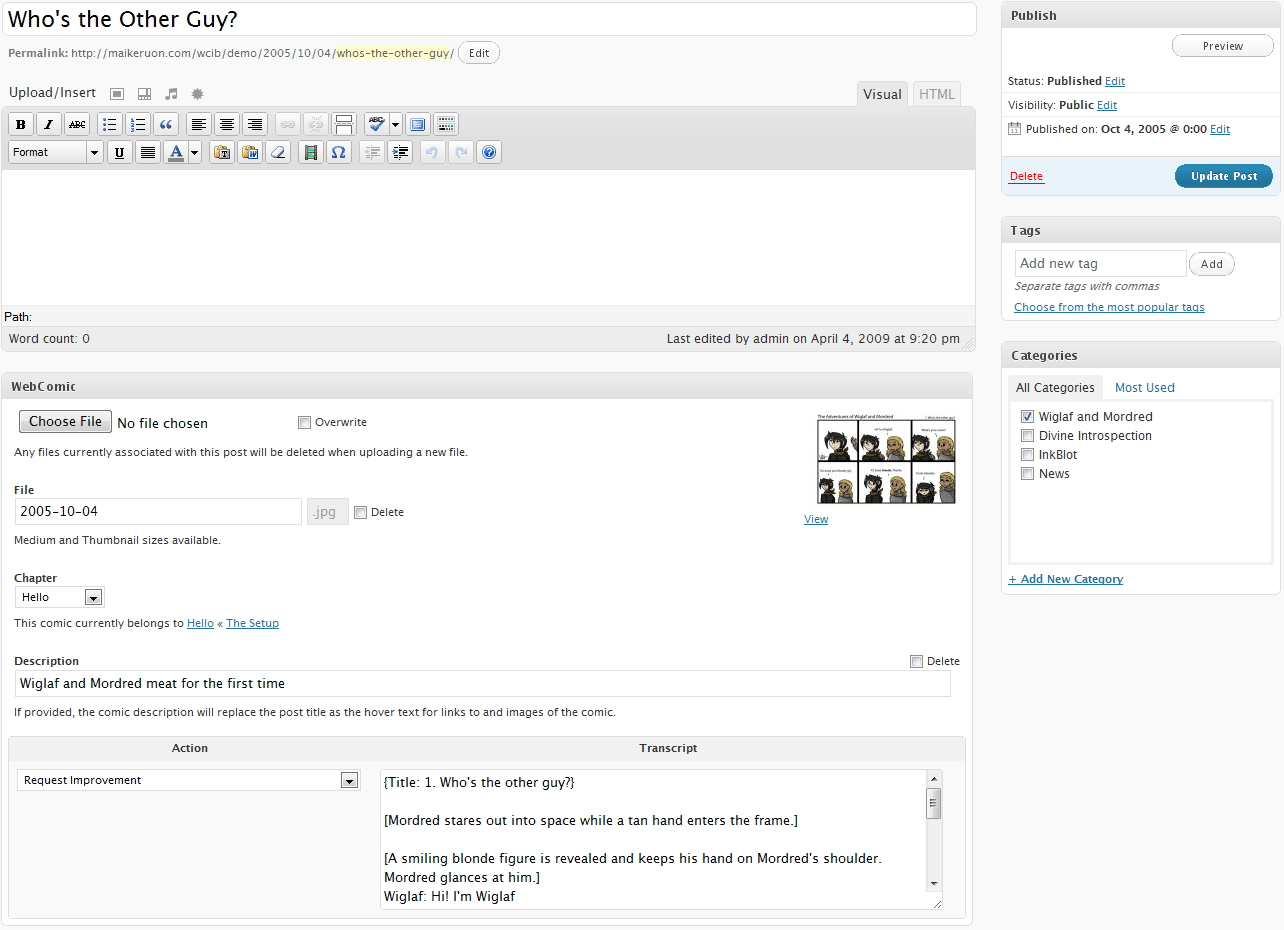 Who's the Other Guy?
Permalink: http://maikeruon.com/wcib/demo/2005/10/04/whos-the-other-guy/ Edit
Upload/Insert
Visual HTML
B I ABC ABC
Format U A Ω
Path:
Word count: 0 Last edited by admin on April 4, 2009 at 9:20 pm
WebComic
Choose File No file chosen Overwrite
Any files currently associated with this post will be deleted when uploading a new file.
The Adventures of Wiglaf and Mordred
View
File
2005-10-04 .jpg Delete
Medium and Thumbnail sizes available.
Chapter
Hello
This comic currently belongs to Hello « The Setup
Description Delete
Wiglaf and Mordred meat for the first time
If provided, the comic description will replace the post title as the hover text for links to and images of the comic.
Action Transcript
Request Improvement
{Title: 1. Who's the other guy?}
[Mordred stares out into space while a tan hand enters the frame.]
[A smiling blonde figure is revealed and keeps his hand on Mordred's shoulder.
Mordred glances at him.]
Wiglaf: Hi! I'm Wiglaf
Publish
Preview
Status: Published Edit
Visibility: Public Edit
Published on: Oct 4, 2005 @ 0:00 Edit
Delete Update Post
Tags
Add new tag Add
Separate tags with commas
Choose from the most popular tags
Categories
All Categories Most Used
Wiglaf and Mordred
Divine Introspection
InkBlot
News
+ Add New Category